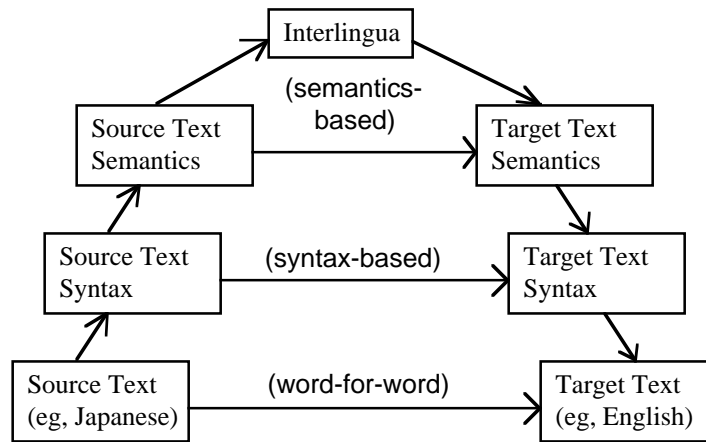 Interlingua
(semantics-
based)
Source Text
Semantics
Target Text
Semantics
Source Text
Syntax
(syntax-based)
Target Text
Syntax
Source Text
(eg, Japanese)
(word-for-word)
Target Text
(eg, English)